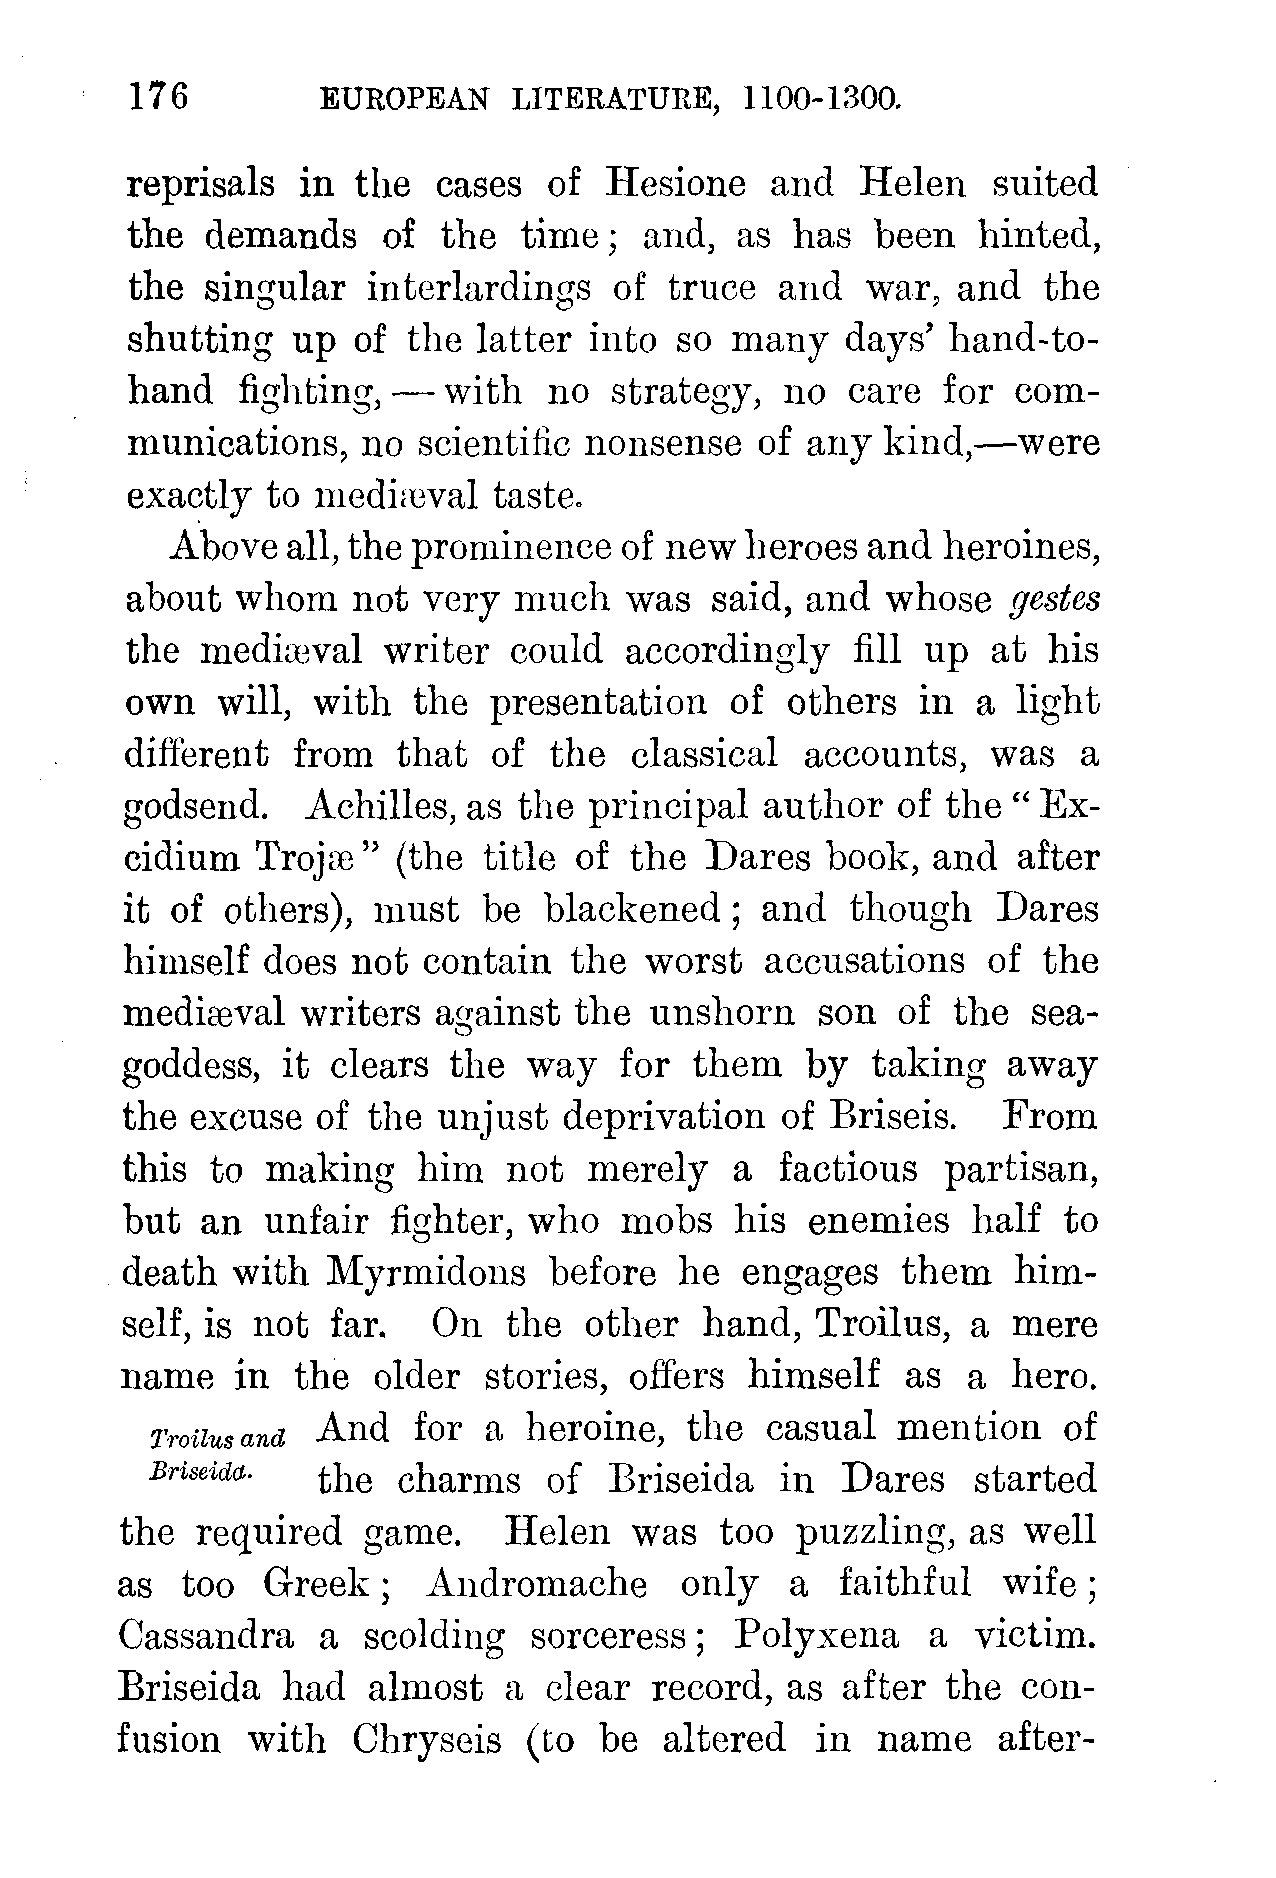 176 EUROPEAN LITERATURE, 1100-1300.
reprisals in the cases of Hesione and Helen suited
the demands of the time; and, as has been hinted,
the singular interlardings of truce and war, and the
shutting up of the latter into so many days' hand-to-
hand fighting,—with no strategy, no care for com-
munications, no scientific nonsense of any kind,—were
exactly to mediæval taste.
Above all, the prominence of new heroes and heroines,
about whom not very much was said, and whose gestes
the mediæval writer could accordingly fill up at his
own will, with the presentation of others in a light
different from that of the classical accounts, was a
godsend. Achilles, as the principal author of the "Ex-
cidium Trojæ" (the title of the Dares book, and after
it of others), must be blackened; and though Dares
himself does not contain the worst accusations of the
mediæval writers against the unshorn son of the sea-
goddess, it clears the way for them by taking away
the excuse of the unjust deprivation of Briseis. From
this to making him not merely a factious partisan,
but an unfair fighter, who mobs his enemies half to
death with Myrmidons before he engages them him-
self, is not far. On the other hand, Troilus, a mere
name in the older stories, offers himself as a hero.
Troilus and
Briseida.
And for a heroine, the casual mention of
the charms of Briseida in Dares started
the required game. Helen was too puzzling, as well
as too Greek; Andromache only a faithful wife;
Cassandra a scolding sorceress; Polyxena a victim.
Briseida had almost a clear record, as after the con-
fusion with Chryseis (to be altered in name after-